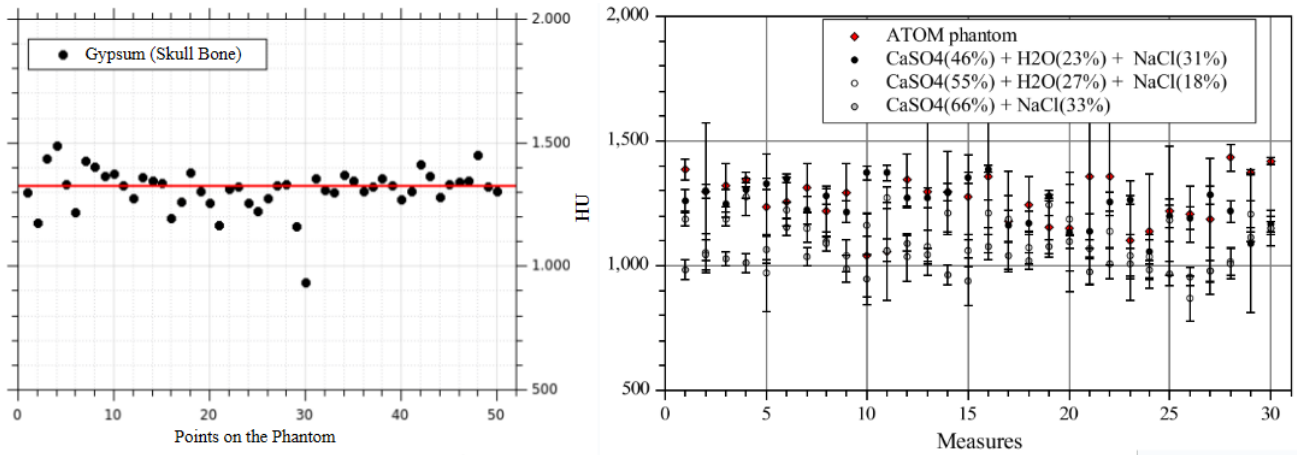 2.000
Gypsum (Skull Bone)
1.500
1.000
500
HU
0 10 20 30 40 50
Points on the Phantom
2,000
ATOM phantom
CaSO4(46%) + H2O(23%) + NaCl(31%)
CaSO4(55%) + H2O(27%) + NaCl(18%)
CaSO4(66%) + NaCl(33%)
1,500
1,000
500
0 5 10 15 20 25 30
Measures